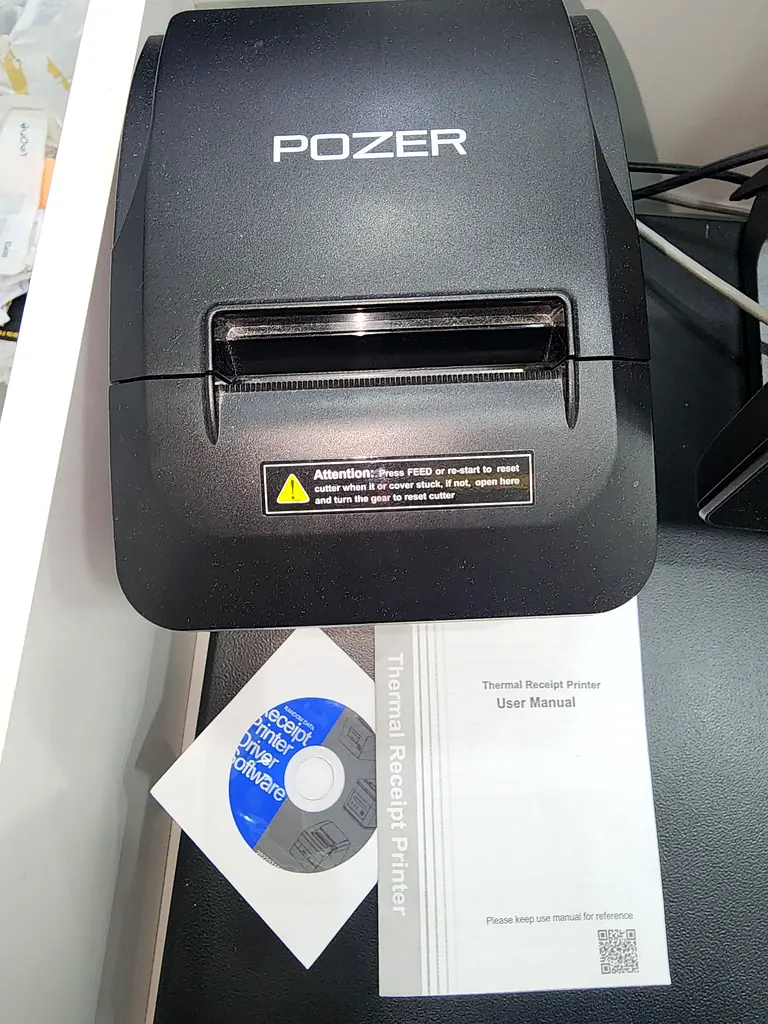 POZER
Attention: Press FEED or re-start to reset
cutter when it or cover stuck, if not, open here
and turn the gear to reset cutter
Thermal Receipt Printer
Thermal Receipt Printer
User Manual
RANDOM DATA
Receipt
Printer
Driver
Software
Please keep use manual for reference